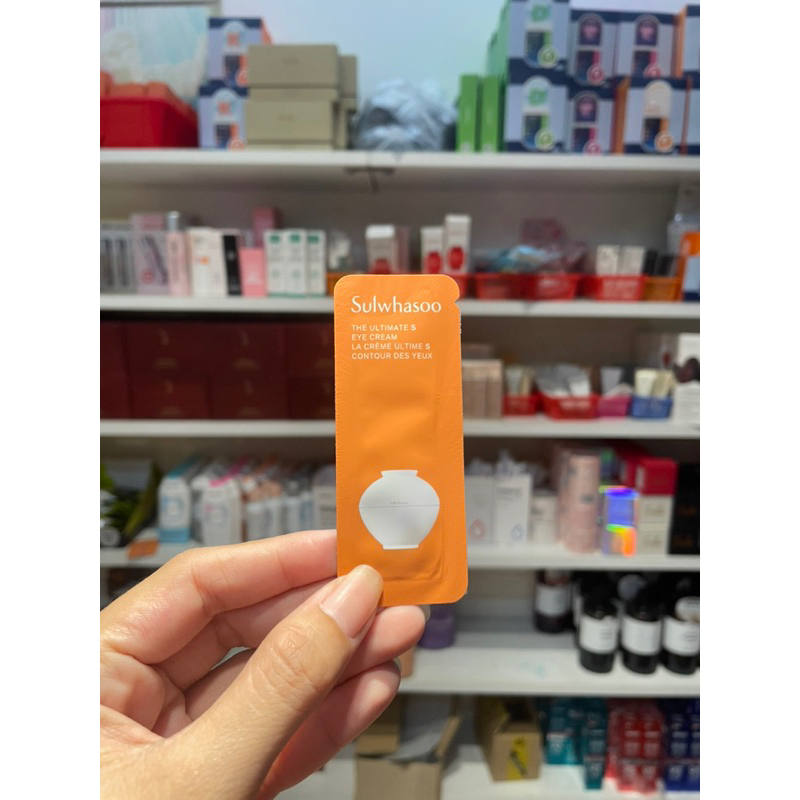 Sulwhasoo
THE ULTIMATE S
EYE CREAM
LA CRÈME ULTIME S
CONTOUR DES YEUX